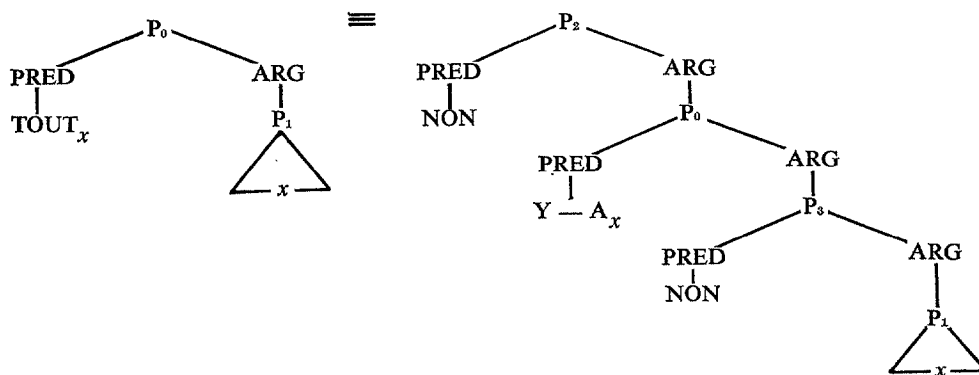 P₀ ≡ P₂
PRED ARG PRED ARG
TOUTₓ P₁ NON P₀
x PRED ARG
Y — Aₓ P₃
PRED ARG
NON P₁
x